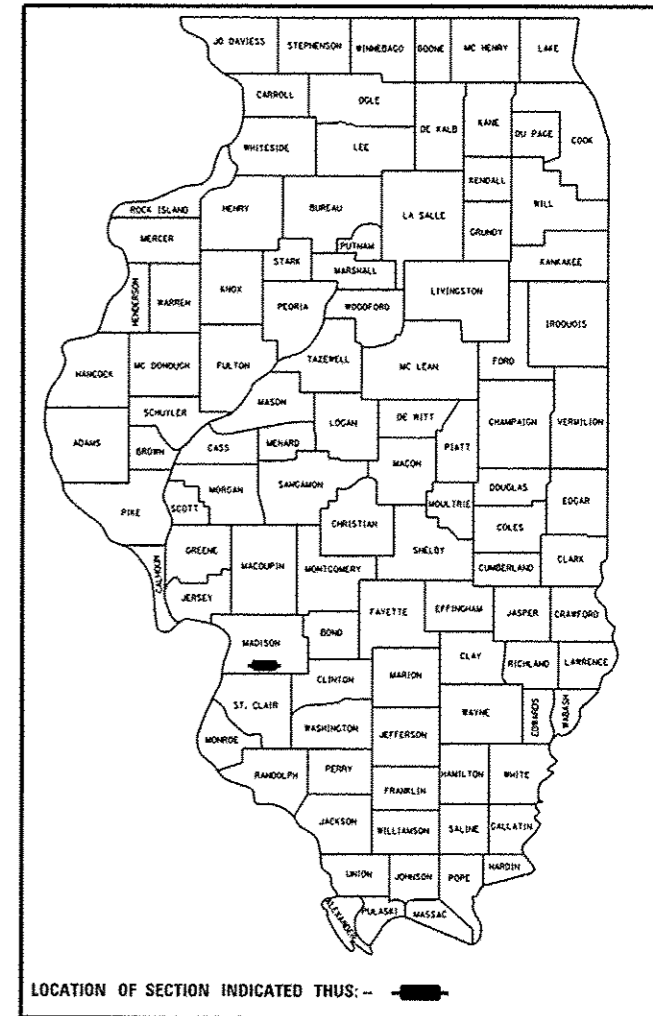 JO DAVIESS STEPHENSON WINNEBAGO BOONE MC HENRY LAKE
CARROLL OGLE DE KALB KANE DU PAGE COOK
WHITESIDE LEE KENDALL WILL
ROCK ISLAND HENRY BUREAU LA SALLE GRUNDY
MERCER STARK PUTNAM KANKAKEE
HENDERSON WARREN KNOX PEORIA MARSHALL WOODFORD LIVINGSTON IROQUOIS
HANCOCK MC DONOUGH FULTON TAZEWELL MC LEAN FORD
SCHUYLER MASON LOGAN DE WITT CHAMPAIGN VERMILION
ADAMS BROWN CASS MENARD MACON PIATT
PIKE SCOTT MORGAN SANGAMON CHRISTIAN MOULTRIE DOUGLAS COLES EDGAR
CALHOUN GREENE MACOUPIN MONTGOMERY SHELBY CUMBERLAND CLARK
JERSEY FAYETTE EFFINGHAM JASPER CRAWFORD
MADISON BOND CLAY RICHLAND LAWRENCE
CLINTON MARION
ST. CLAIR WASHINGTON JEFFERSON WAYNE EDWARDS WABASH
MONROE RANDOLPH PERRY FRANKLIN HAMILTON WHITE
JACKSON WILLIAMSON SALINE GALLATIN
UNION JOHNSON POPE HARDIN
ALEXANDER PULASKI MASSAC
LOCATION OF SECTION INDICATED THUS: --